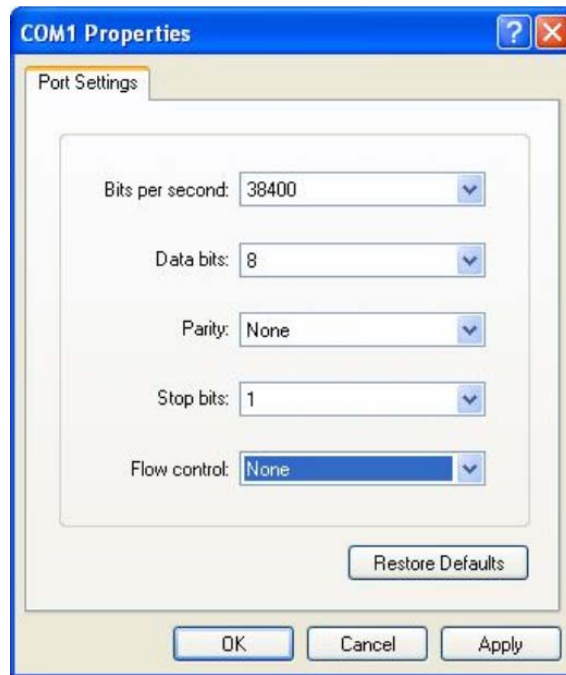 COM1 Properties
Port Settings
Bits per second: 38400
Data bits: 8
Parity: None
Stop bits: 1
Flow control: None
Restore Defaults
OK Cancel Apply